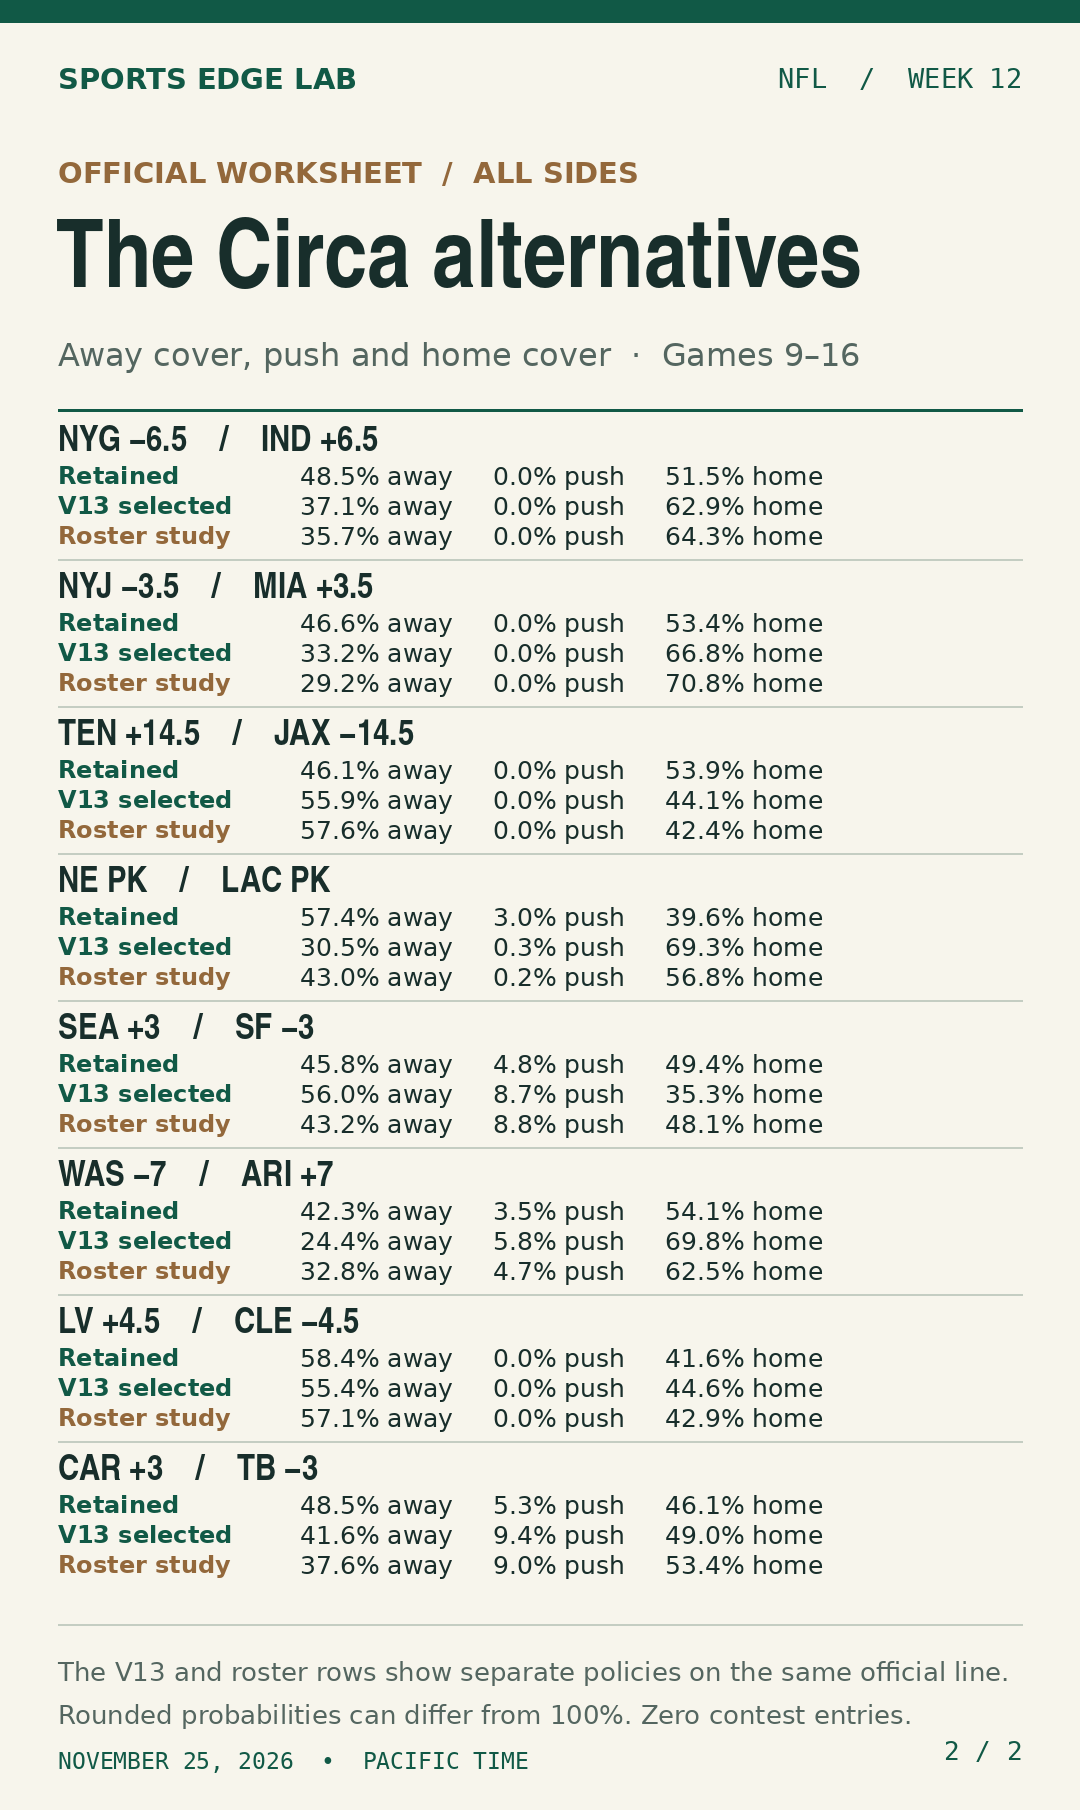 SPORTS EDGE LAB
NFL / WEEK 12
OFFICIAL WORKSHEET / ALL SIDES
The Circa alternatives
Away cover, push and home cover · Games 9–16
NYG −6.5 / IND +6.5
Retained 48.5% away 0.0% push 51.5% home
V13 selected 37.1% away 0.0% push 62.9% home
Roster study 35.7% away 0.0% push 64.3% home
NYJ −3.5 / MIA +3.5
Retained 46.6% away 0.0% push 53.4% home
V13 selected 33.2% away 0.0% push 66.8% home
Roster study 29.2% away 0.0% push 70.8% home
TEN +14.5 / JAX −14.5
Retained 46.1% away 0.0% push 53.9% home
V13 selected 55.9% away 0.0% push 44.1% home
Roster study 57.6% away 0.0% push 42.4% home
NE PK / LAC PK
Retained 57.4% away 3.0% push 39.6% home
V13 selected 30.5% away 0.3% push 69.3% home
Roster study 43.0% away 0.2% push 56.8% home
SEA +3 / SF −3
Retained 45.8% away 4.8% push 49.4% home
V13 selected 56.0% away 8.7% push 35.3% home
Roster study 43.2% away 8.8% push 48.1% home
WAS −7 / ARI +7
Retained 42.3% away 3.5% push 54.1% home
V13 selected 24.4% away 5.8% push 69.8% home
Roster study 32.8% away 4.7% push 62.5% home
LV +4.5 / CLE −4.5
Retained 58.4% away 0.0% push 41.6% home
V13 selected 55.4% away 0.0% push 44.6% home
Roster study 57.1% away 0.0% push 42.9% home
CAR +3 / TB −3
Retained 48.5% away 5.3% push 46.1% home
V13 selected 41.6% away 9.4% push 49.0% home
Roster study 37.6% away 9.0% push 53.4% home
The V13 and roster rows show separate policies on the same official line.
Rounded probabilities can differ from 100%. Zero contest entries.
NOVEMBER 25, 2026 • PACIFIC TIME
2 / 2